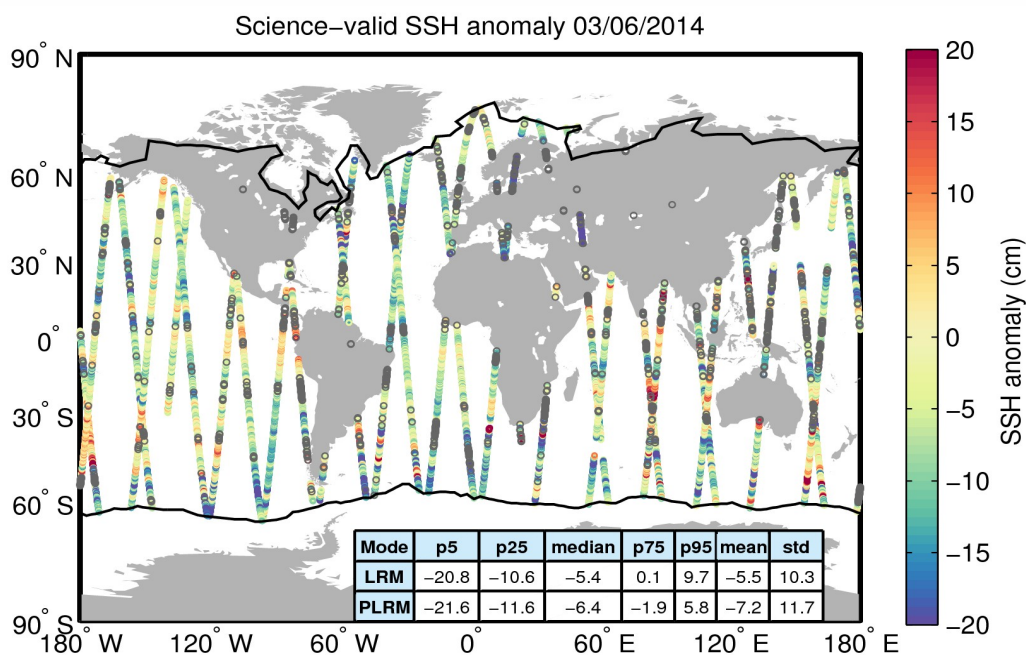 Science−valid SSH anomaly 03/06/2014
90° N
60° N
30° N
0°
30° S
60° S
90° S
180° W
120° W
60° W
0°
60° E
120° E
180° E
Mode p5 p25 median p75 p95 mean std
LRM −20.8 −10.6 −5.4 0.1 9.7 −5.5 10.3
PLRM −21.6 −11.6 −6.4 −1.9 5.8 −7.2 11.7
20
15
10
5
0
−5
−10
−15
−20
SSH anomaly (cm)